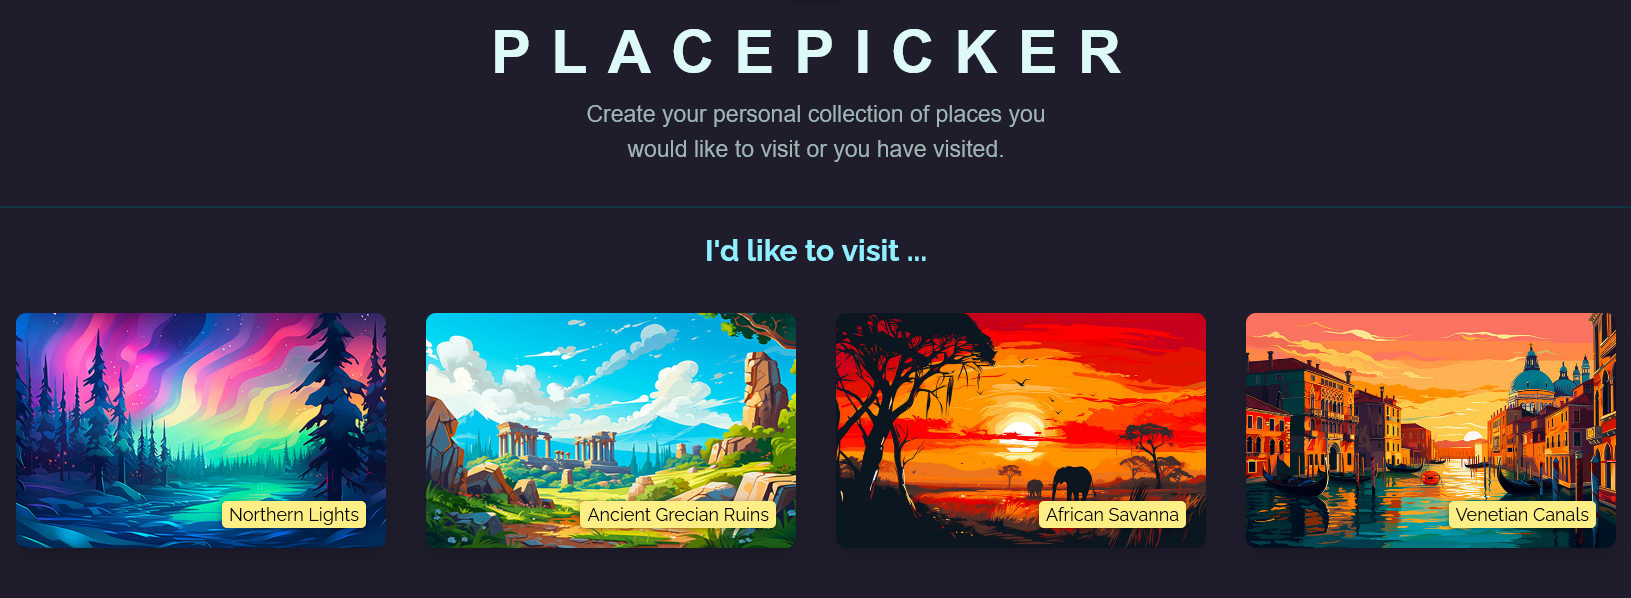 PLACEPICKER
Create your personal collection of places you
would like to visit or you have visited.
I'd like to visit ...
Northern Lights
Ancient Grecian Ruins
African Savanna
Venetian Canals